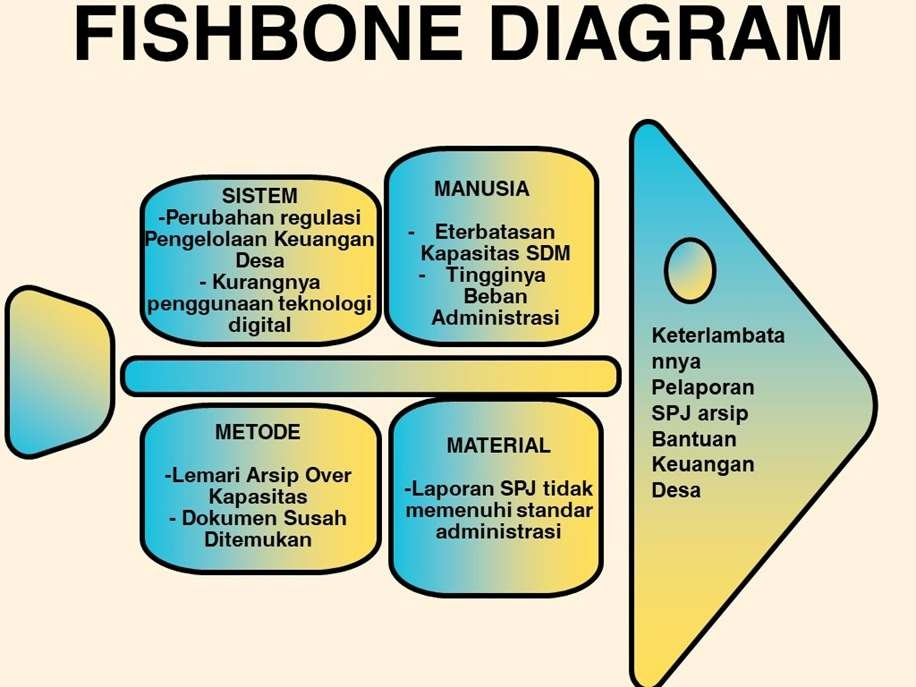 FISHBONE DIAGRAM
SISTEM
-Perubahan regulasi
Pengelolaan Keuangan
Desa
- Kurangnya
penggunaan teknologi
digital
MANUSIA
- Eterbatasan
Kapasitas SDM
- Tingginya
Beban
Administrasi
METODE
-Lemari Arsip Over
Kapasitas
- Dokumen Susah
Ditemukan
MATERIAL
-Laporan SPJ tidak
memenuhi standar
administrasi
Keterlambata
nnya
Pelaporan
SPJ arsip
Bantuan
Keuangan
Desa